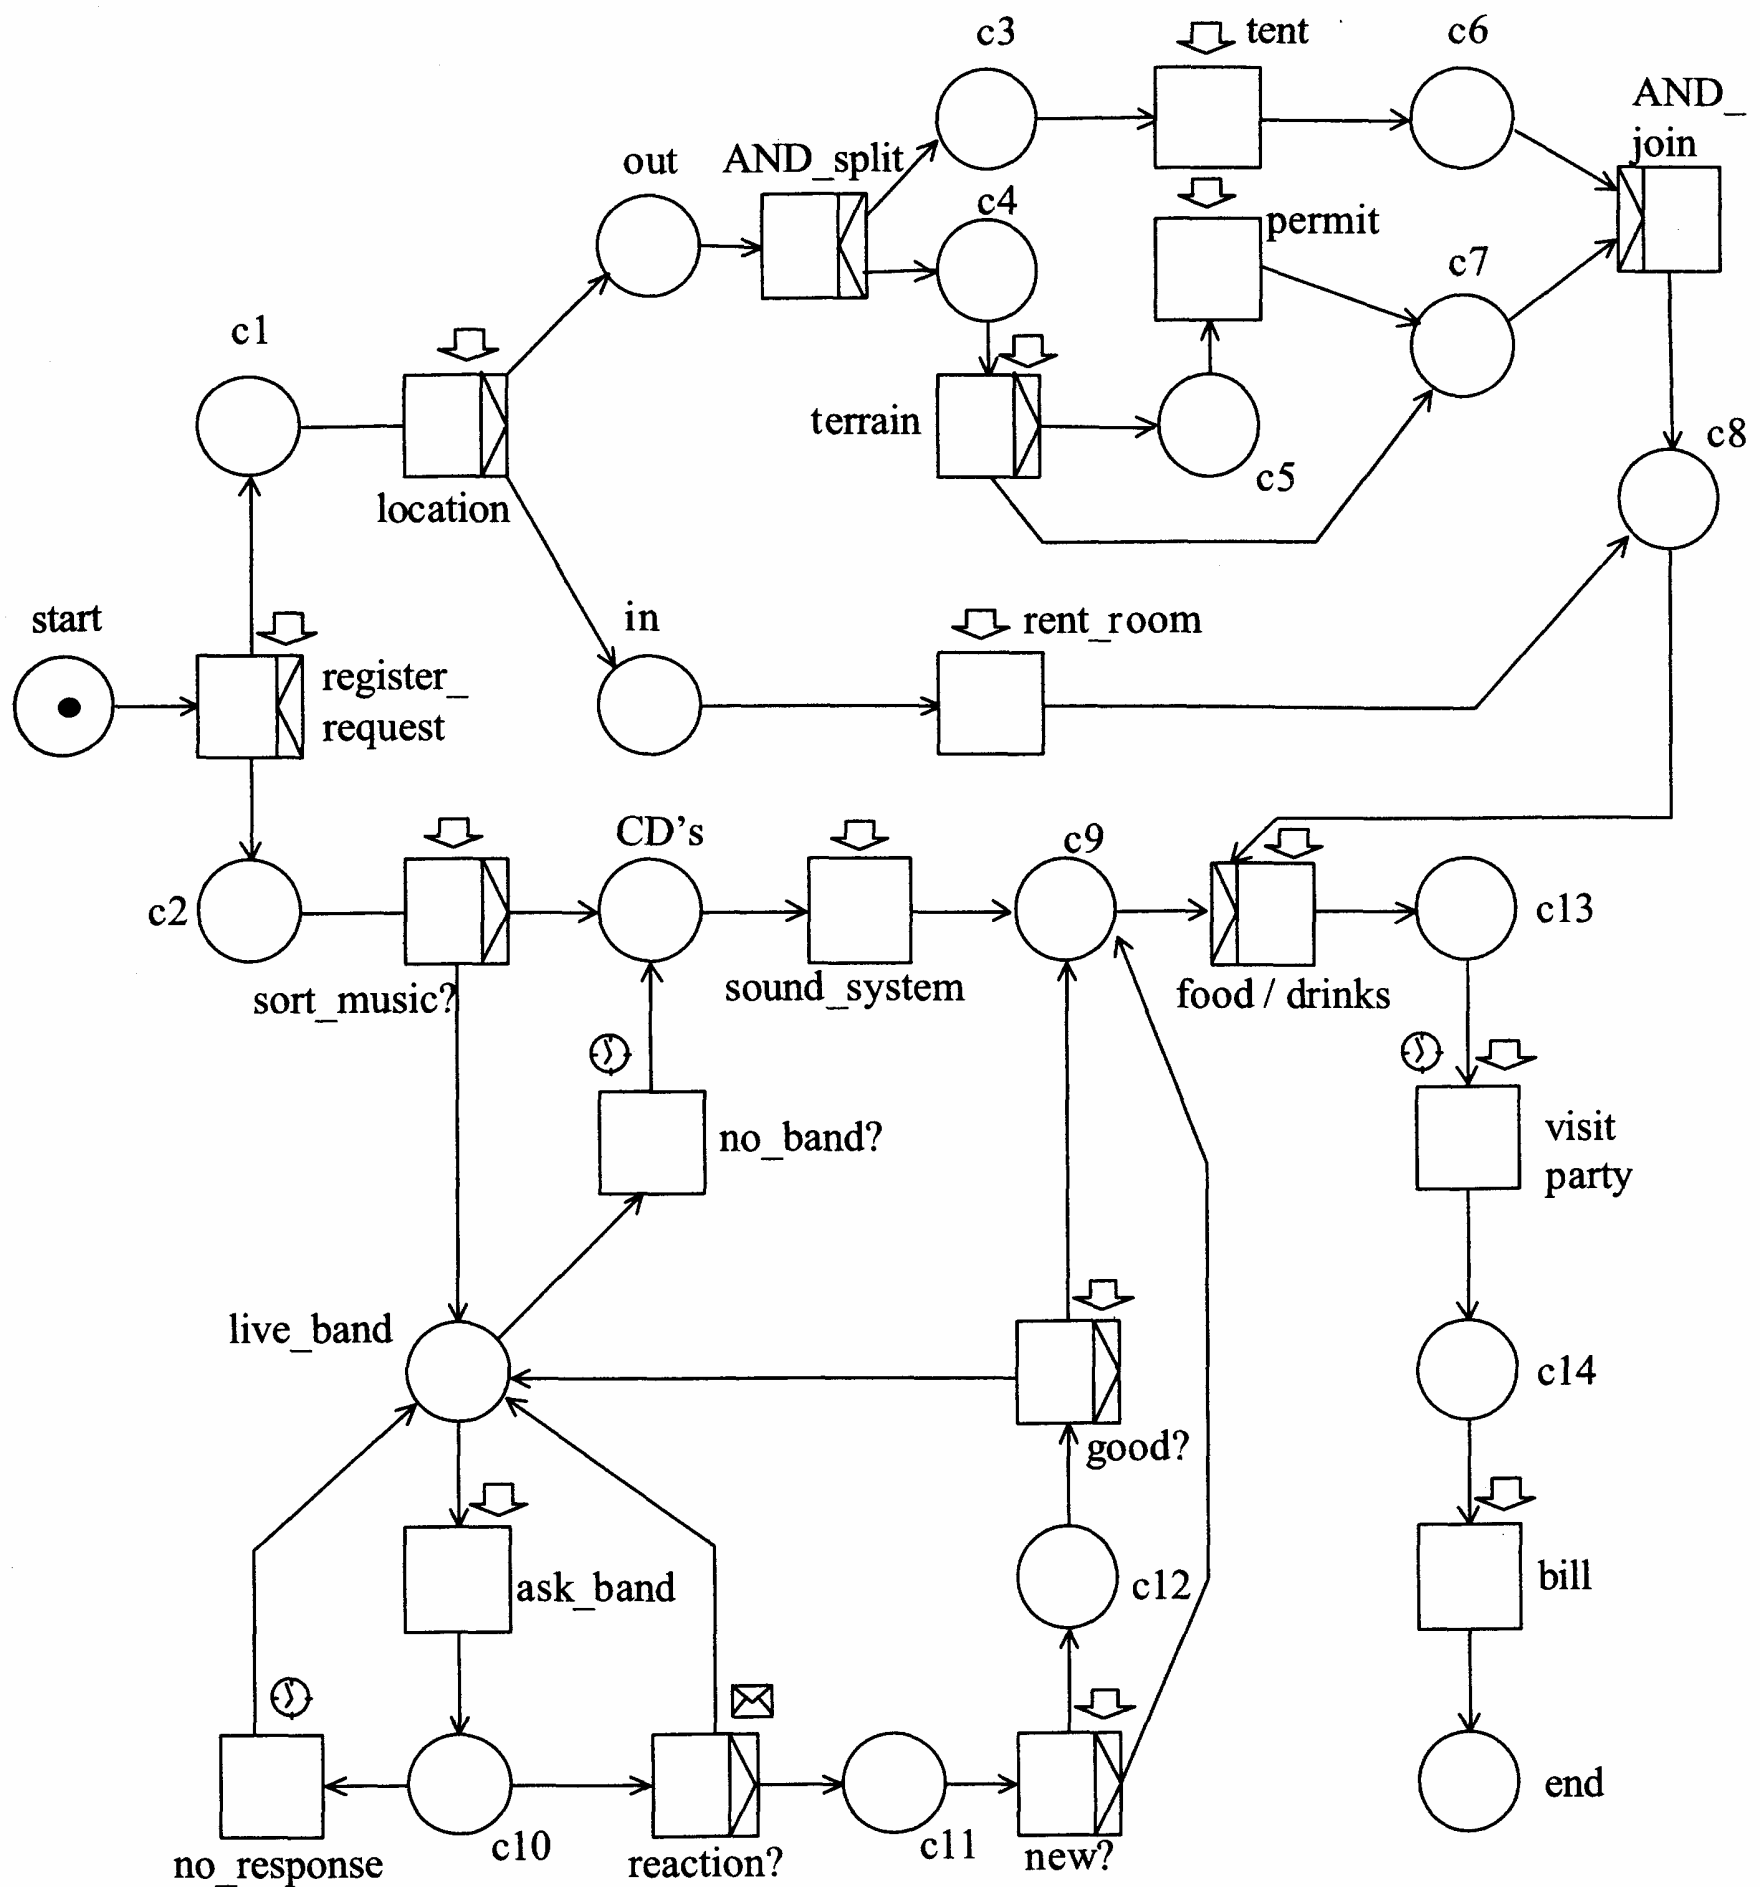 c3
tent
c6
AND_
join
out
AND_split
c4
permit
c7
c1
terrain
c5
c8
location
start
in
rent_room
register_
request
c2
CD's
c9
c13
sort_music?
sound_system
food / drinks
no_band?
visit
party
live_band
c14
good?
ask_band
c12
bill
no_response
c10
reaction?
c11
new?
end